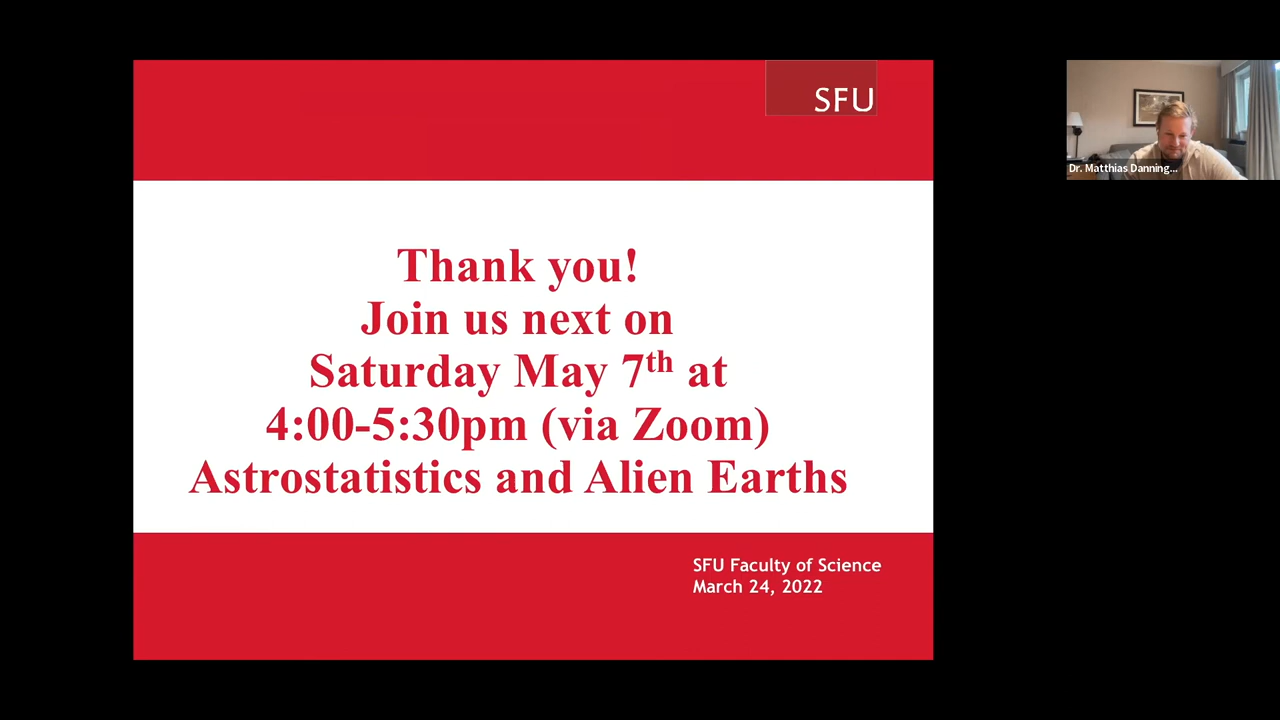 SFU
Thank you!
Join us next on
Saturday May 7th at
4:00-5:30pm (via Zoom)
Astrostatistics and Alien Earths
SFU Faculty of Science
March 24, 2022
Dr. Matthias Danning...